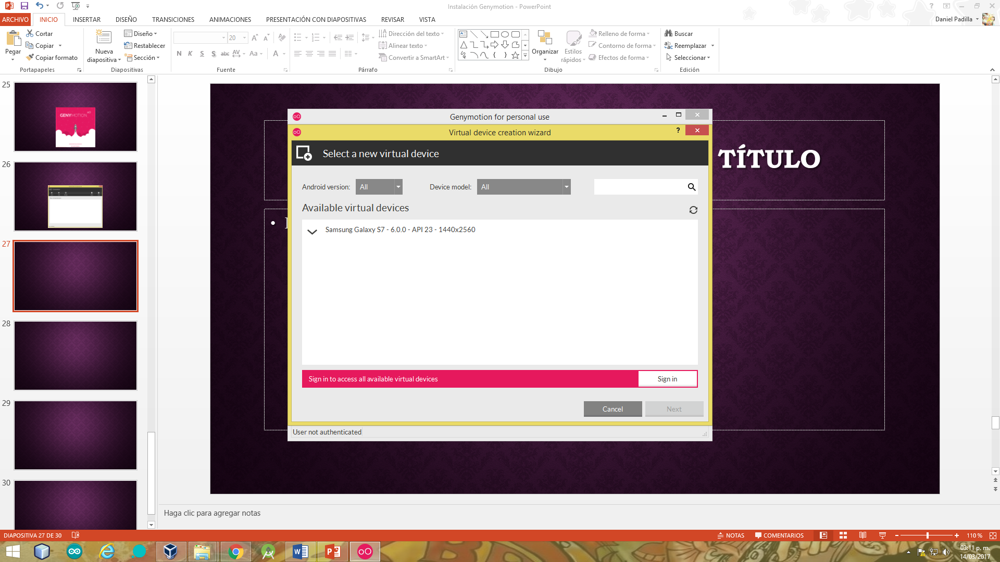 Instalación Genymotion - PowerPoint
ARCHIVO INICIO INSERTAR DISEÑO TRANSICIONES ANIMACIONES PRESENTACIÓN CON DIAPOSITIVAS REVISAR VISTA
Daniel Padilla
Pegar
Cortar
Copiar
Copiar formato
Portapapeles
Nueva diapositiva
Diseño
Restablecer
Sección
Diapositivas
20
N K S S abc AV Aa A
Fuente
Dirección del texto
Alinear texto
Convertir a SmartArt
Párrafo
Organizar
Estilos rápidos
Relleno de forma
Contorno de forma
Efectos de forma
Dibujo
Buscar
Reemplazar
Seleccionar
Edición
25
GENYMOTION
26
27
28
29
30
TÍTULO
Genymotion for personal use
Virtual device creation wizard
Select a new virtual device
Android version: All
Device model: All
Available virtual devices
Samsung Galaxy S7 - 6.0.0 - API 23 - 1440x2560
Sign in to access all available virtual devices
Sign in
Cancel Next
User not authenticated
Haga clic para agregar notas
DIAPOSITIVA 27 DE 30
NOTAS COMENTARIOS 110 %
03:11 p. m.
14/03/2017